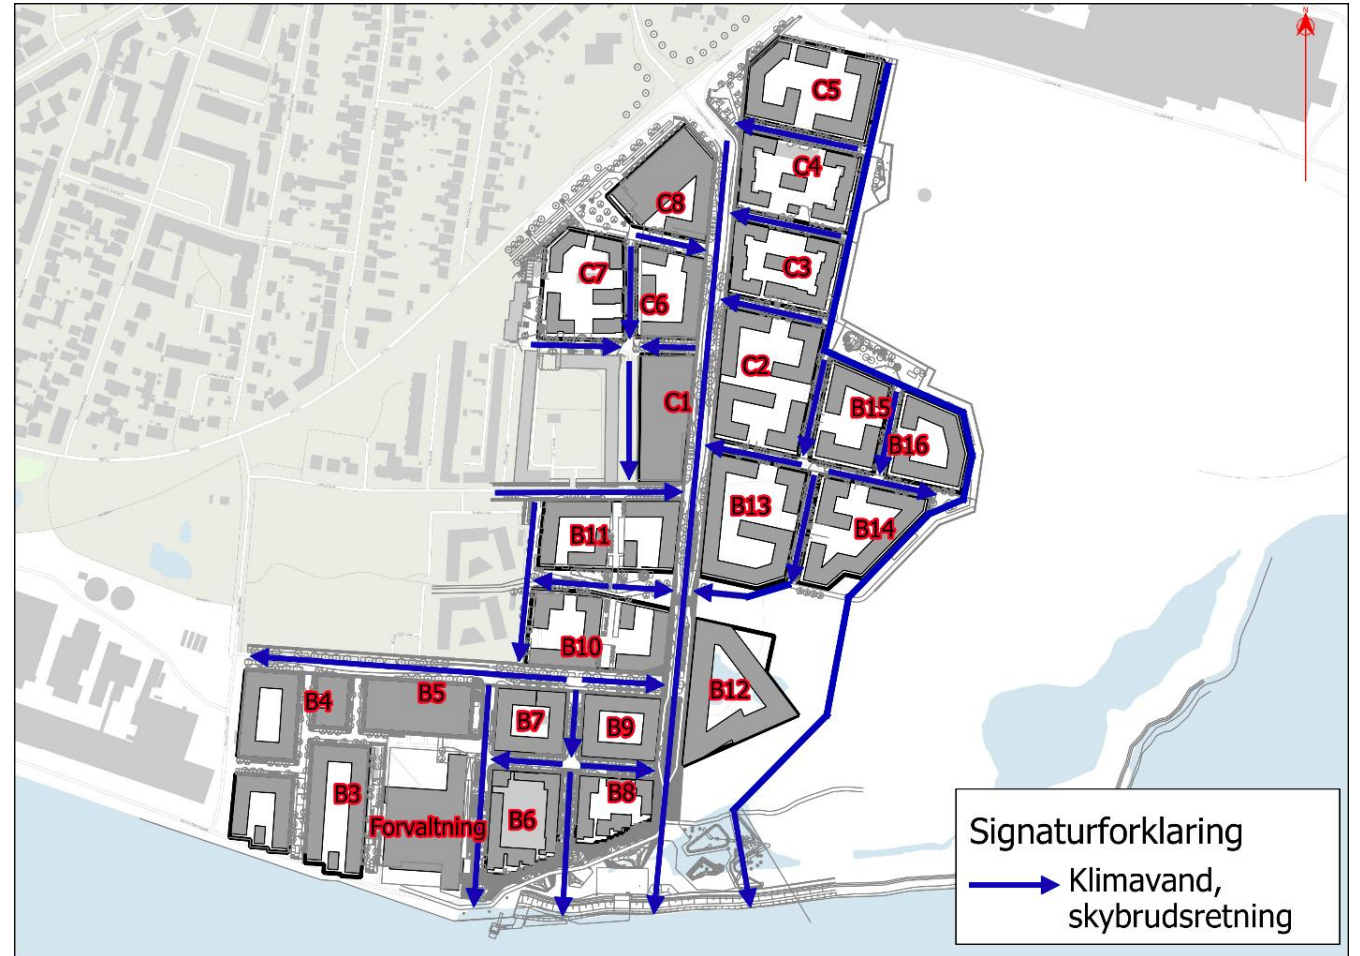 N
C5
C4
C8
C3
C7
C6
C2
C1
B15
B16
B13
B14
B11
B10
B12
B4
B5
B7
B9
B3
B8
Forvaltning
B6
Signaturforklaring
Klimavand,
skybrudsretning